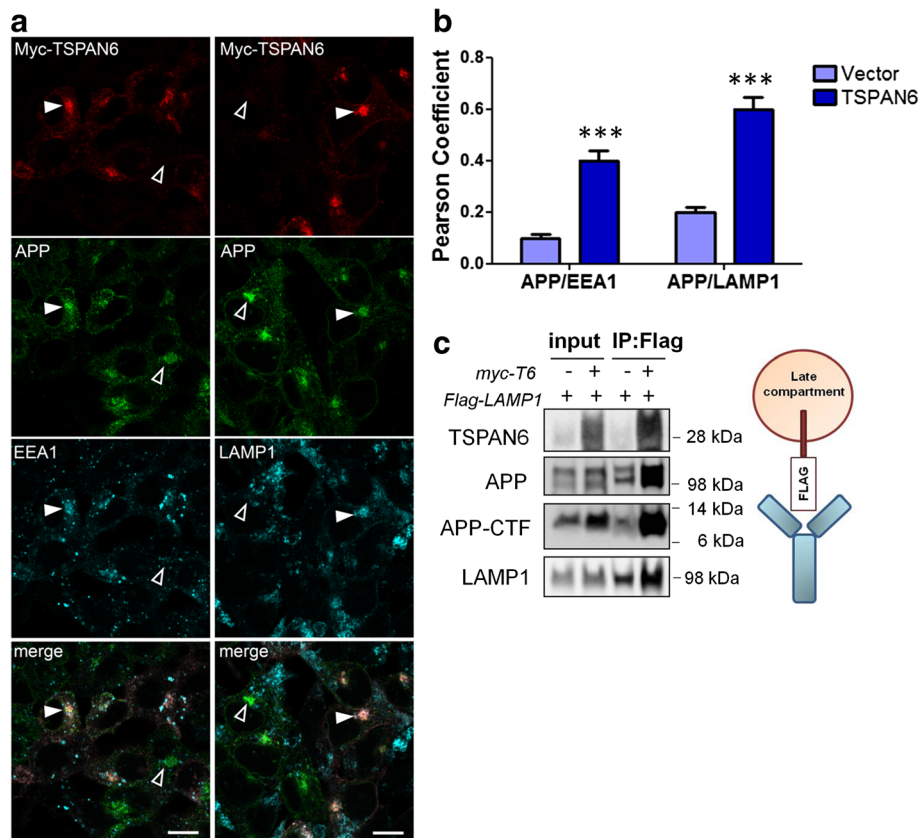 a
Myc-TSPAN6
Myc-TSPAN6
APP
APP
EEA1
LAMP1
merge
merge
b
Pearson Coefficient
0.8
0.6
0.4
0.2
0.0
*** ***
APP/EEA1 APP/LAMP1
Vector
TSPAN6
c
input IP:Flag
myc-T6 - + - +
Flag-LAMP1 + + + +
TSPAN6 - 28 kDa
APP - 98 kDa
- 14 kDa
APP-CTF
- 6 kDa
LAMP1 - 98 kDa
Late
compartment
FLAG